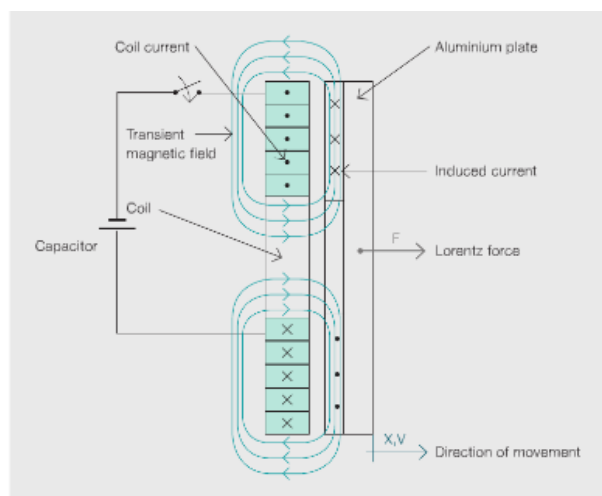 Coil current
Aluminium plate
Transient
magnetic field
Induced current
Coil
Capacitor
F
Lorentz force
X,V
Direction of movement